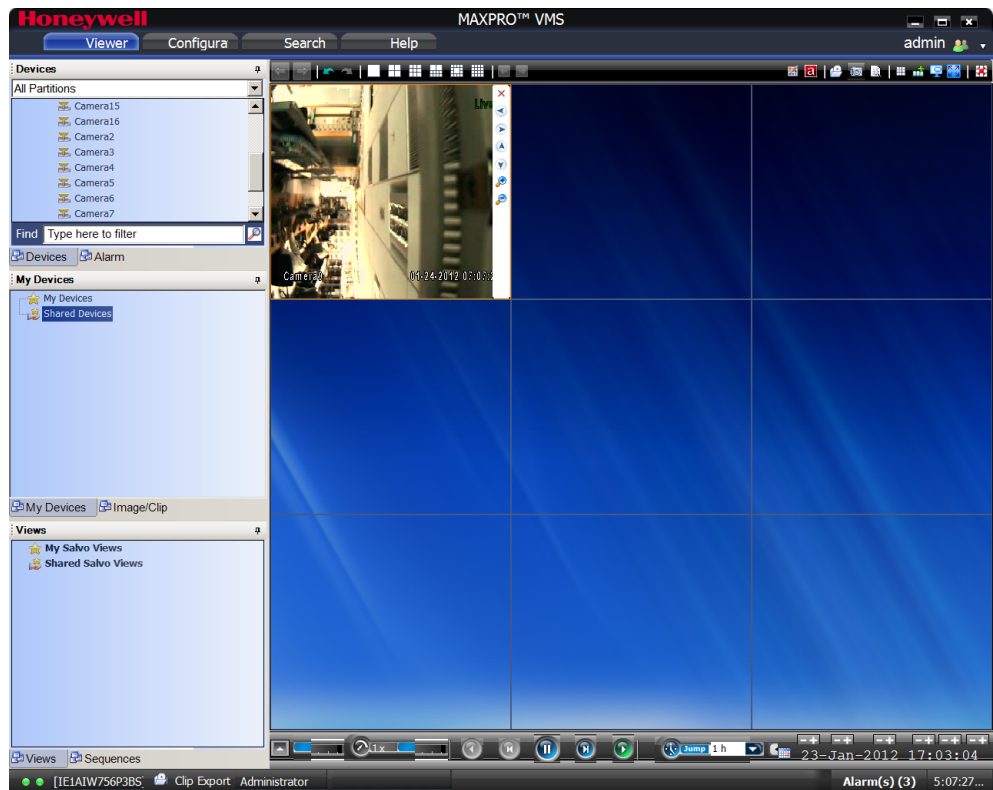 Honeywell MAXPRO™ VMS
Viewer Configura Search Help admin
Devices
All Partitions
Camera15
Camera16
Camera2
Camera3
Camera4
Camera5
Camera6
Camera7
Find Type here to filter
Devices Alarm
My Devices
My Devices
Shared Devices
My Devices Image/Clip
Views
My Salvo Views
Shared Salvo Views
Views Sequences
a
Live
01-24-2012
1x Jump 1 h
23-Jan-2012 17:03:04
[IE1AIW756P3BS] Clip Export Administrator Alarm(s) (3) 5:07:27...